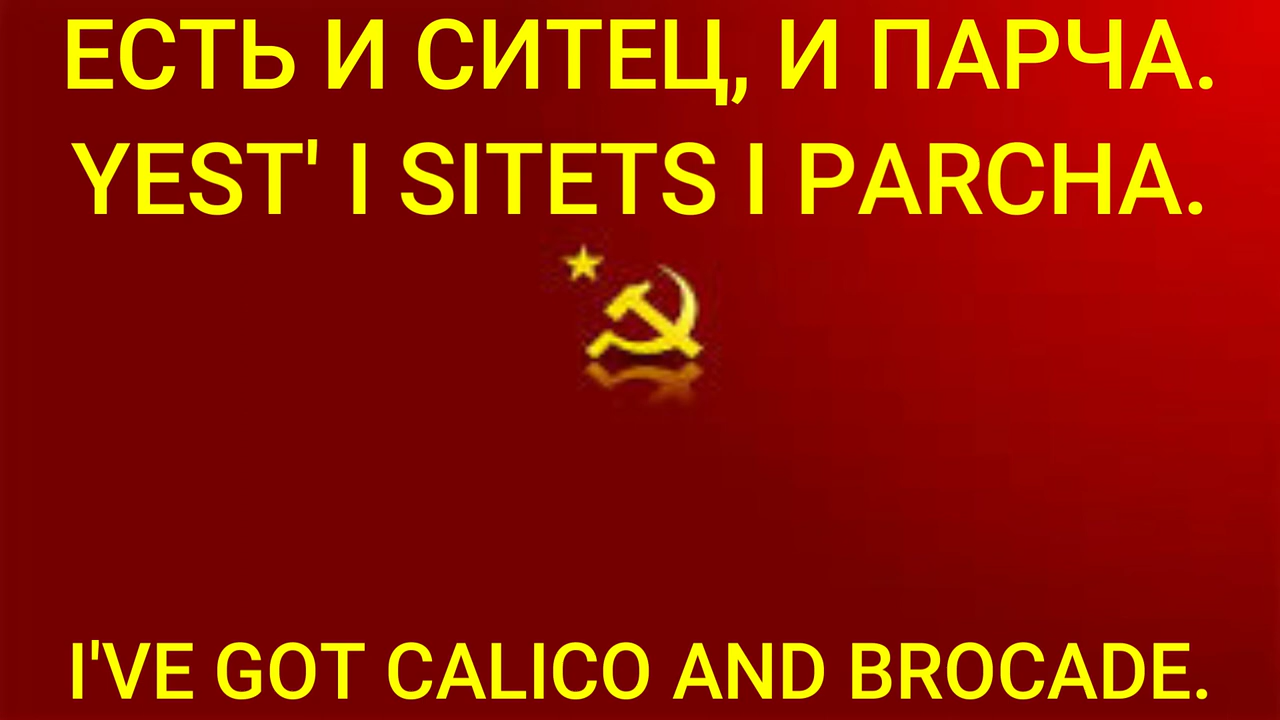 ЕСТЬ И СИТЕЦ, И ПАРЧА.
YEST' I SITETS I PARCHA.
I'VE GOT CALICO AND BROCADE.